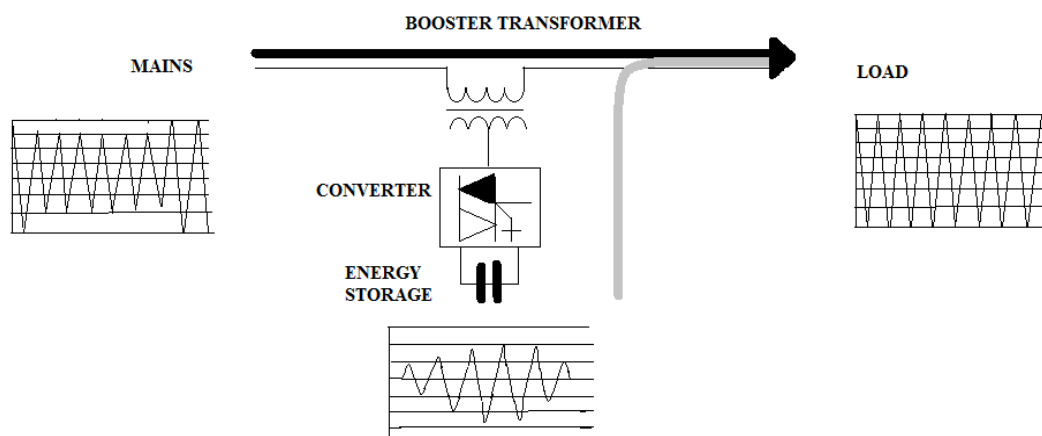 BOOSTER TRANSFORMER
MAINS
LOAD
CONVERTER
ENERGY
STORAGE